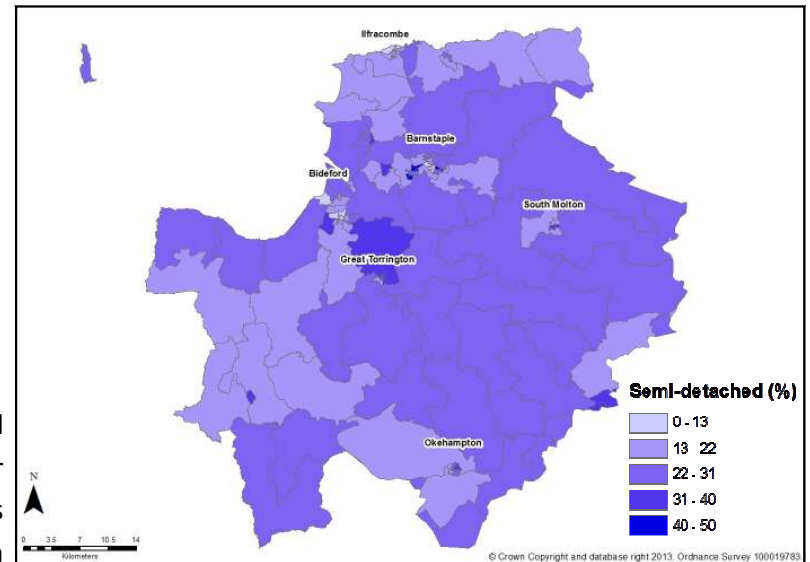 Ilfracombe
Barnstaple
Bideford
South Molton
Great Torrington
Semi-detached (%)
0 - 13
13 22
22 - 31
31 - 40
40 - 50
Okehampton
N
0 3.5 7 10.5 14
Kilometers
© Crown Copyright and database right 2013. Ordnance Survey 100019783.